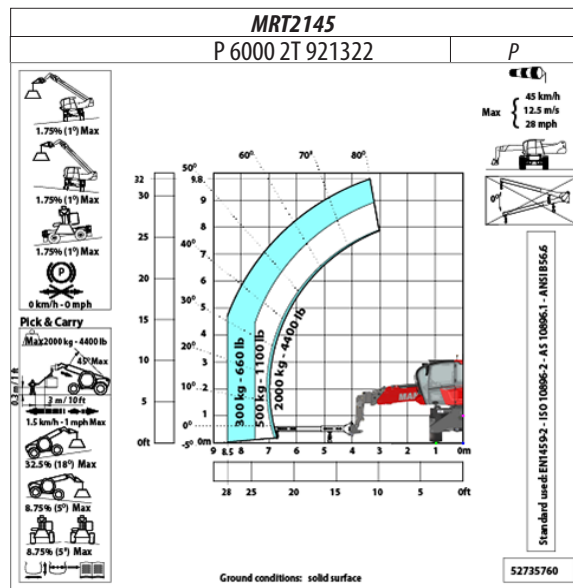 MRT2145
P 6000 2T 921322
P
1.75% (1°) Max
1.75% (1°) Max
1.75% (1°) Max
P
0 km/h - 0 mph
Pick & Carry
Max 2000 kg - 4400 lb
45° Max
0.3 m / 1 ft
3 m / 10 ft
1.5 km/h - 1 mph Max
32.5% (18°) Max
8.75% (5°) Max
8.75% (5°) Max
45 km/h
Max 12.5 m/s
28 mph
0°
32
30
25
20
15
10
5
0ft
50°
40°
30°
20°
10°
0°
-5°
60°
70°
80°
9.8
9
8
7
6
5
4
3
2
1
0m
300 kg - 660 lb
500 kg - 1100 lb
2000 kg - 4400 lb
MAN
9 8.5 8 7 6 5 4 3 1 0m
28 25 20 15 10 5 0ft
Standard used: EN1459-2 - ISO 10896-2 - AS 10896.1 - ANSI B56.6
Ground conditions: solid surface
52735760